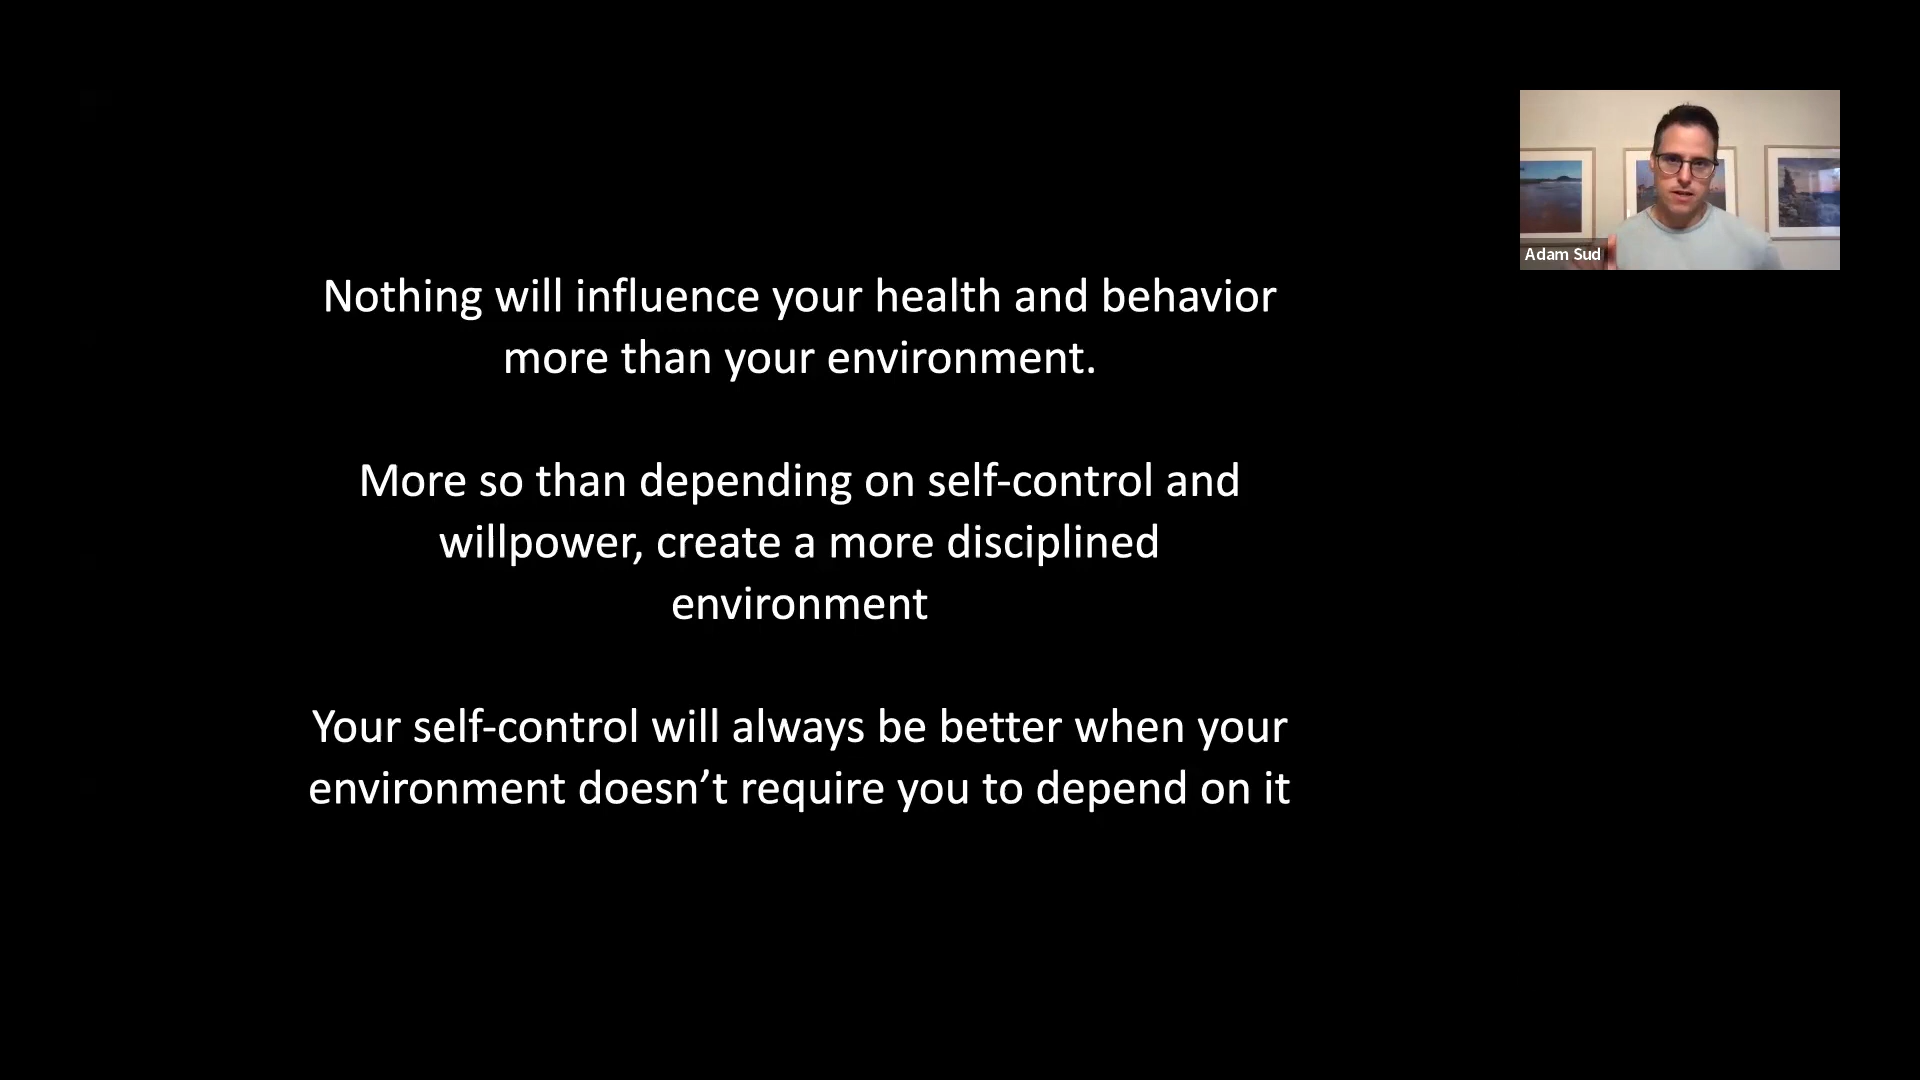 Nothing will influence your health and behavior
more than your environment.
More so than depending on self-control and
willpower, create a more disciplined
environment
Your self-control will always be better when your
environment doesn’t require you to depend on it
Adam Sud